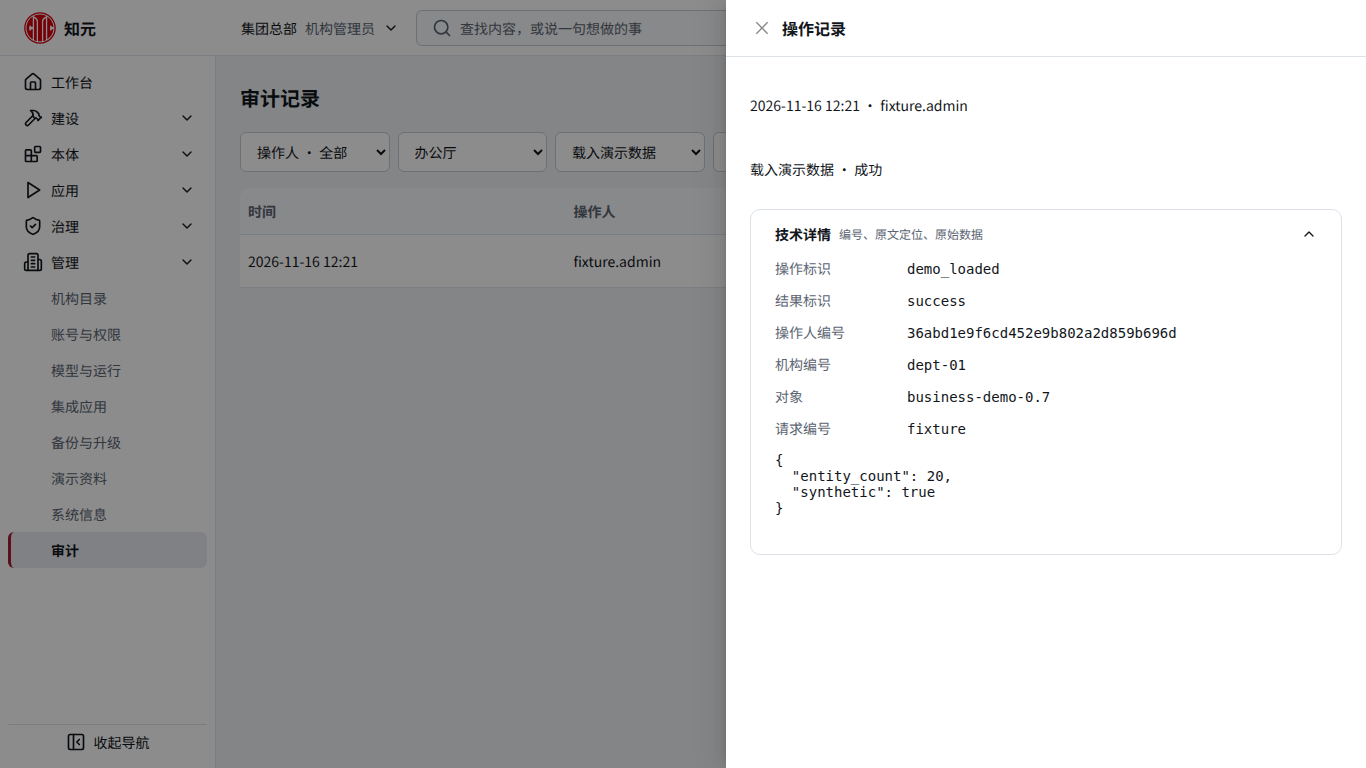 知元
集团总部 机构管理员
查找内容，或说一句想做的事
工作台
建设
本体
应用
治理
管理
机构目录
账号与权限
模型与运行
集成应用
备份与升级
演示资料
系统信息
审计
收起导航
审计记录
操作人 · 全部
办公厅
载入演示数据
时间 操作人
2026-11-16 12:21 fixture.admin
操作记录
2026-11-16 12:21 · fixture.admin
载入演示数据 · 成功
技术详情 编号、原文定位、原始数据
操作标识 demo_loaded
结果标识 success
操作人编号 36abd1e9f6cd452e9b802a2d859b696d
机构编号 dept-01
对象 business-demo-0.7
请求编号 fixture
{
"entity_count": 20,
"synthetic": true
}